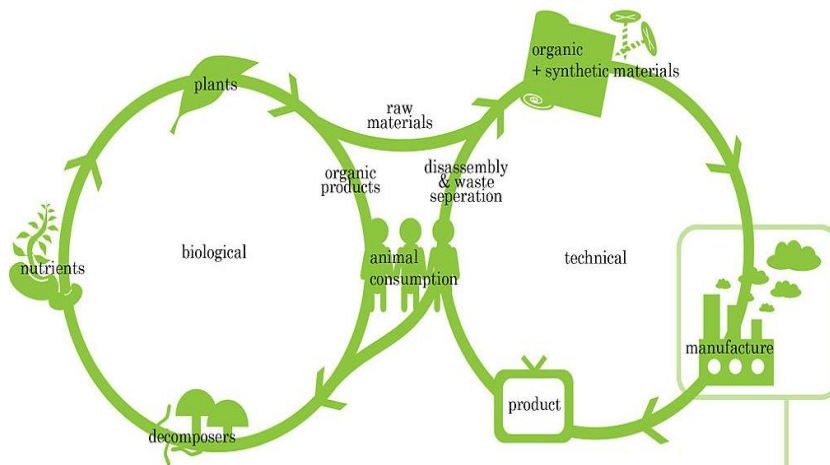 organic
+ synthetic materials
plants
raw
materials
organic
products
disassembly
& waste
seperation
biological
animal
consumption
technical
nutrients
manufacture
product
decomposers